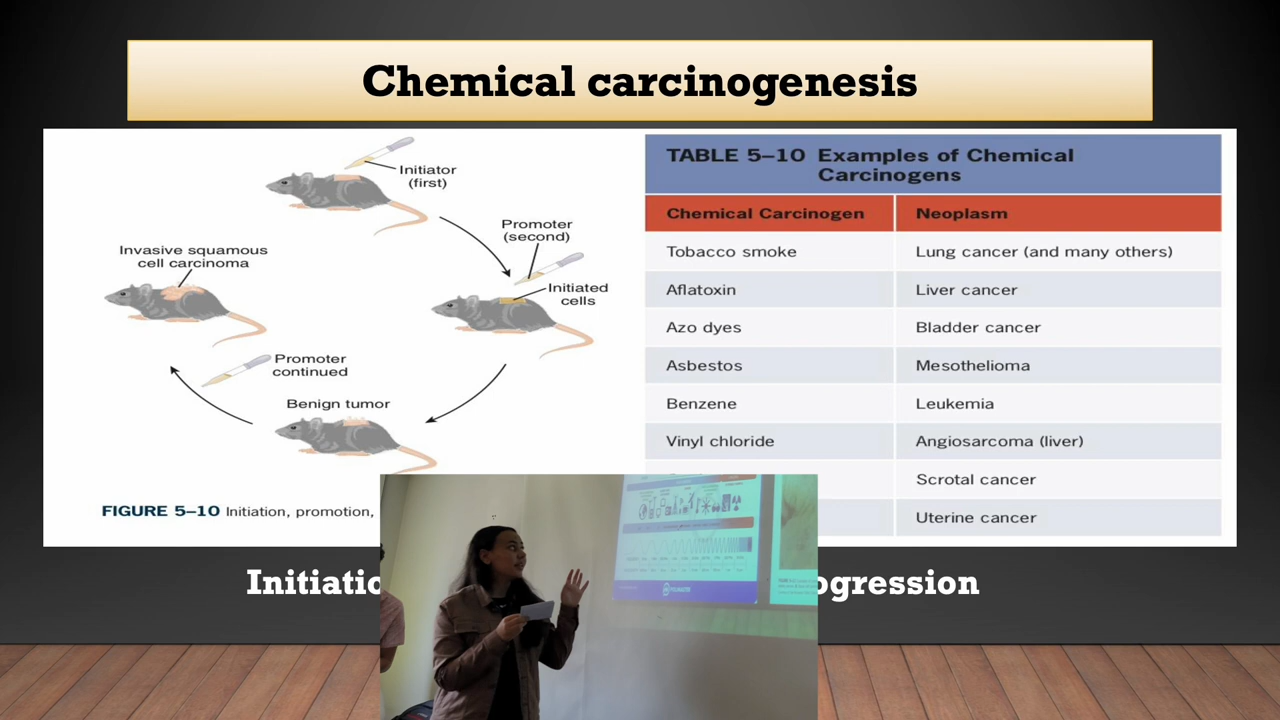 Chemical carcinogenesis
Initiator
(first)
Promoter
(second)
Initiated
cells
Invasive squamous
cell carcinoma
Promoter
continued
Benign tumor
FIGURE 5–10 Initiation, promotion,
TABLE 5–10 Examples of Chemical
Carcinogens
Chemical Carcinogen Neoplasm
Tobacco smoke Lung cancer (and many others)
Aflatoxin Liver cancer
Azo dyes Bladder cancer
Asbestos Mesothelioma
Benzene Leukemia
Vinyl chloride Angiosarcoma (liver)
Scrotal cancer
Uterine cancer
Initiatio ogression